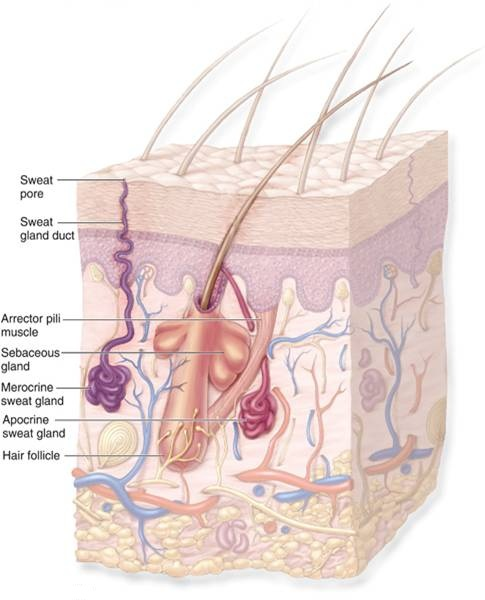 Sweat
pore
Sweat
gland duct
Arrector pili
muscle
Sebaceous
gland
Merocrine
sweat gland
Apocrine
sweat gland
Hair follicle